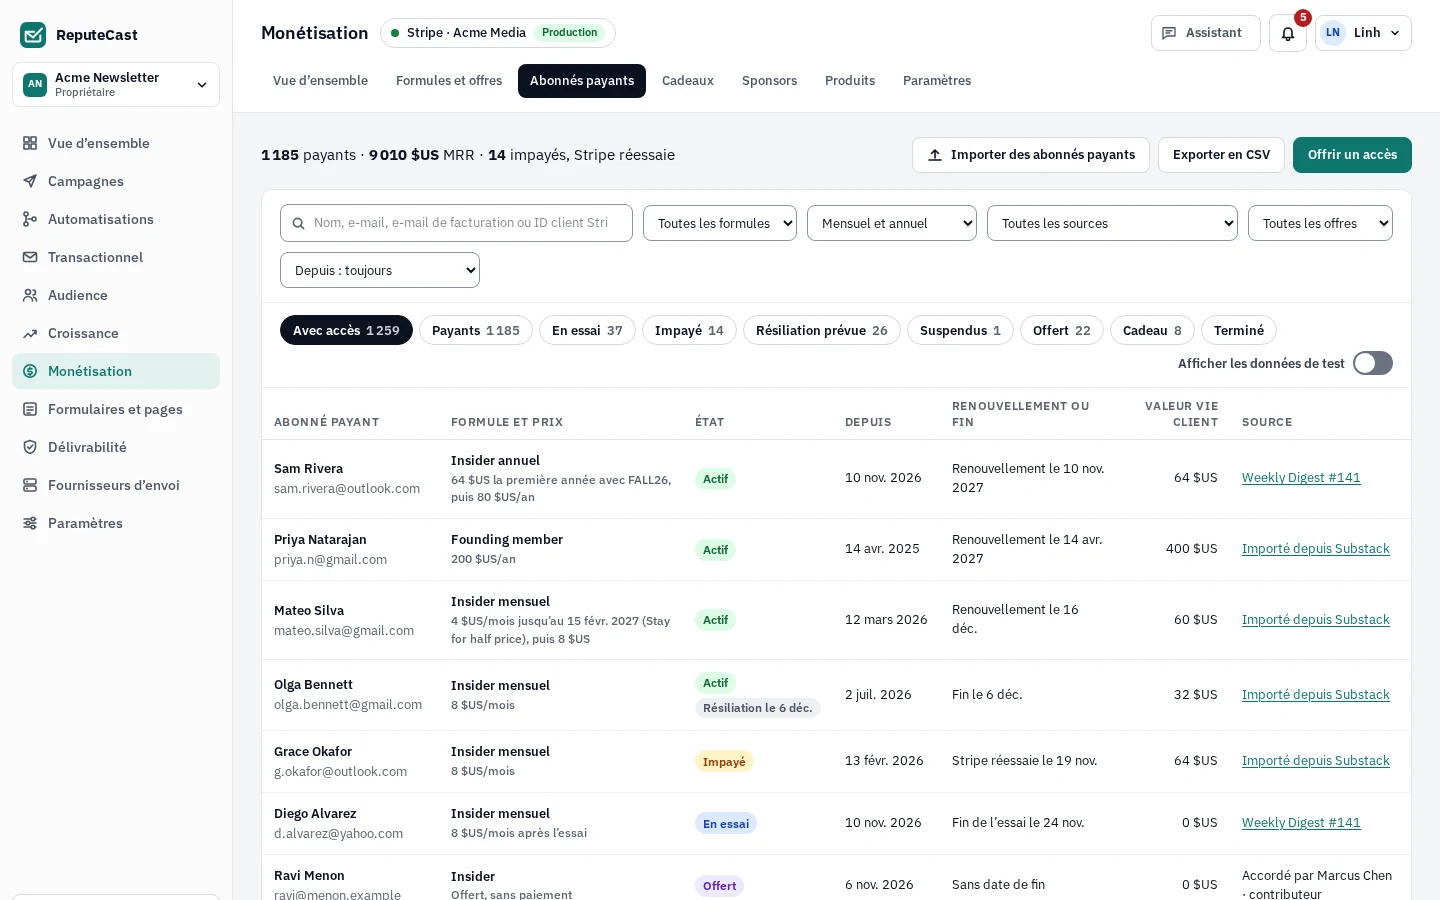 ReputeCast
AN
Acme Newsletter
Propriétaire
Vue d’ensemble
Campagnes
Automatisations
Transactionnel
Audience
Croissance
Monétisation
Formulaires et pages
Délivrabilité
Fournisseurs d’envoi
Paramètres
Monétisation
Stripe · Acme Media Production
Assistant
5
LN Linh
Vue d’ensemble Formules et offres Abonnés payants Cadeaux Sponsors Produits Paramètres
1 185 payants · 9 010 $US MRR · 14 impayés, Stripe réessaie
Importer des abonnés payants Exporter en CSV Offrir un accès
Nom, e-mail, e-mail de facturation ou ID client Stri
Toutes les formules Mensuel et annuel Toutes les sources Toutes les offres
Depuis : toujours
Avec accès 1 259 Payants 1 185 En essai 37 Impayé 14 Résiliation prévue 26 Suspendus 1 Offert 22 Cadeau 8 Terminé
Afficher les données de test
ABONNÉ PAYANT FORMULE ET PRIX ÉTAT DEPUIS RENOUVELLEMENT OU FIN VALEUR VIE CLIENT SOURCE
Sam Rivera
sam.rivera@outlook.com
Insider annuel
64 $US la première année avec FALL26,
puis 80 $US/an
Actif
10 nov. 2026
Renouvellement le 10 nov.
2027
64 $US
Weekly Digest #141
Priya Natarajan
priya.n@gmail.com
Founding member
200 $US/an
Actif
14 avr. 2025
Renouvellement le 14 avr.
2027
400 $US
Importé depuis Substack
Mateo Silva
mateo.silva@gmail.com
Insider mensuel
4 $US/mois jusqu’au 15 févr. 2027 (Stay
for half price), puis 8 $US
Actif
12 mars 2026
Renouvellement le 16
déc.
60 $US
Importé depuis Substack
Olga Bennett
olga.bennett@gmail.com
Insider mensuel
8 $US/mois
Actif
Résiliation le 6 déc.
2 juil. 2026
Fin le 6 déc.
32 $US
Importé depuis Substack
Grace Okafor
g.okafor@outlook.com
Insider mensuel
8 $US/mois
Impayé
13 févr. 2026
Stripe réessaie le 19 nov.
64 $US
Importé depuis Substack
Diego Alvarez
d.alvarez@yahoo.com
Insider mensuel
8 $US/mois après l’essai
En essai
10 nov. 2026
Fin de l’essai le 24 nov.
0 $US
Weekly Digest #141
Ravi Menon
ravi@menon.example
Insider
Offert, sans paiement
Offert
6 nov. 2026
Sans date de fin
0 $US
Accordé par Marcus Chen
· contributeur